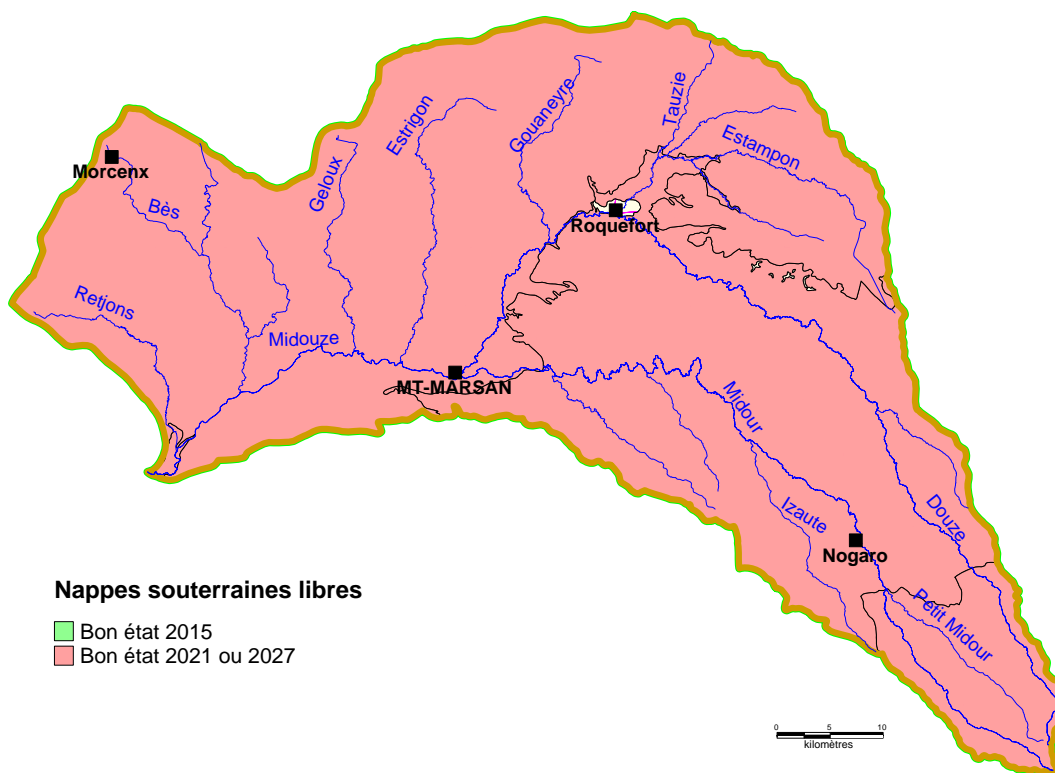 Tauzie
Gouaneyre
Estrigon
Estampon
Geloux
Morcenx
Bès
Roquefort
Retjons
Midouze
MT-MARSAN
Midour
Izaute
Douze
Nogaro
Petit Midour
Nappes souterraines libres
Bon état 2015
Bon état 2021 ou 2027
0 5 10
kilomètres